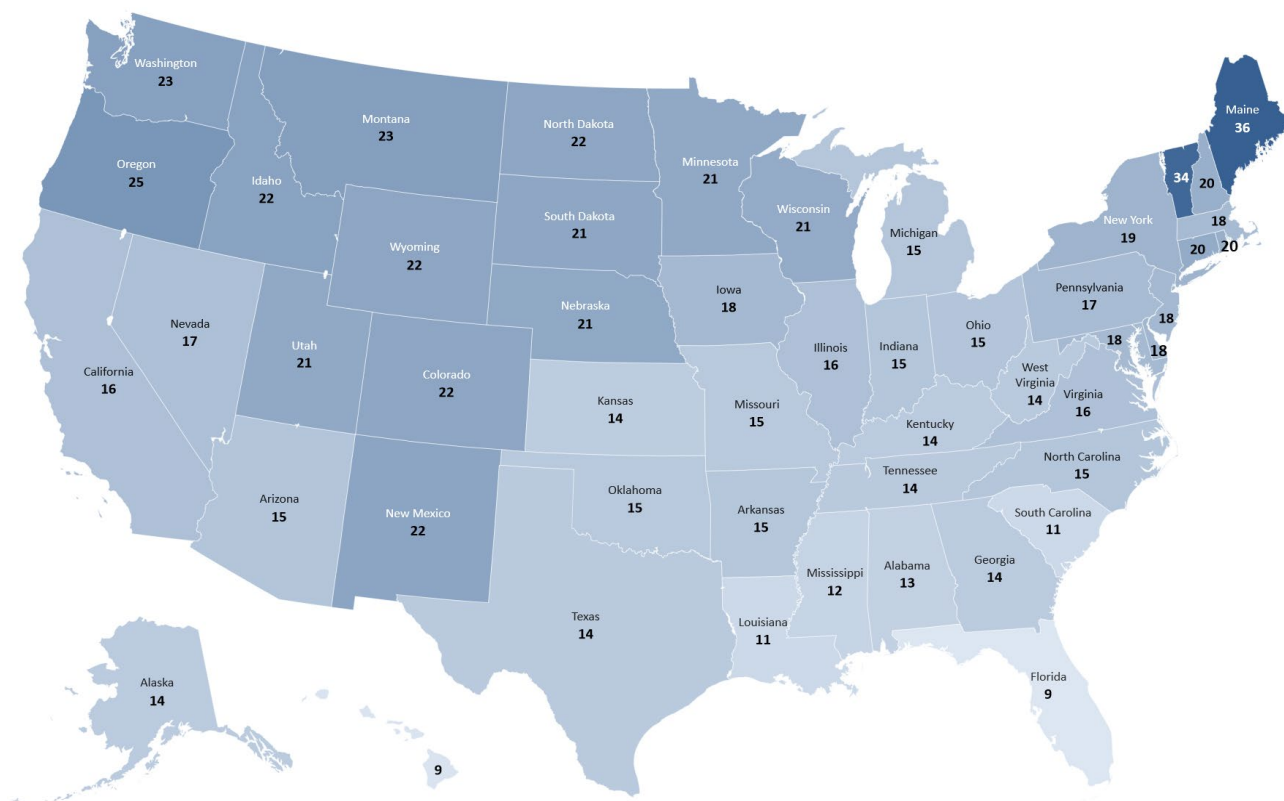 Washington
23
Montana
23
North Dakota
22
Minnesota
21
Maine
36
Oregon
25
Idaho
22
South Dakota
21
Wisconsin
21
Michigan
15
34
20
New York
19
18
20
20
Wyoming
22
Nebraska
21
Iowa
18
Pennsylvania
17
18
Nevada
17
Utah
21
Colorado
22
Illinois
16
Indiana
15
Ohio
15
18
18
California
16
Kansas
14
Missouri
15
West
Virginia
14
Virginia
16
Kentucky
14
Arizona
15
New Mexico
22
Oklahoma
15
Arkansas
15
Tennessee
14
North Carolina
15
South Carolina
11
Texas
14
Louisiana
11
Mississippi
12
Alabama
13
Georgia
14
Florida
9
Alaska
14
9